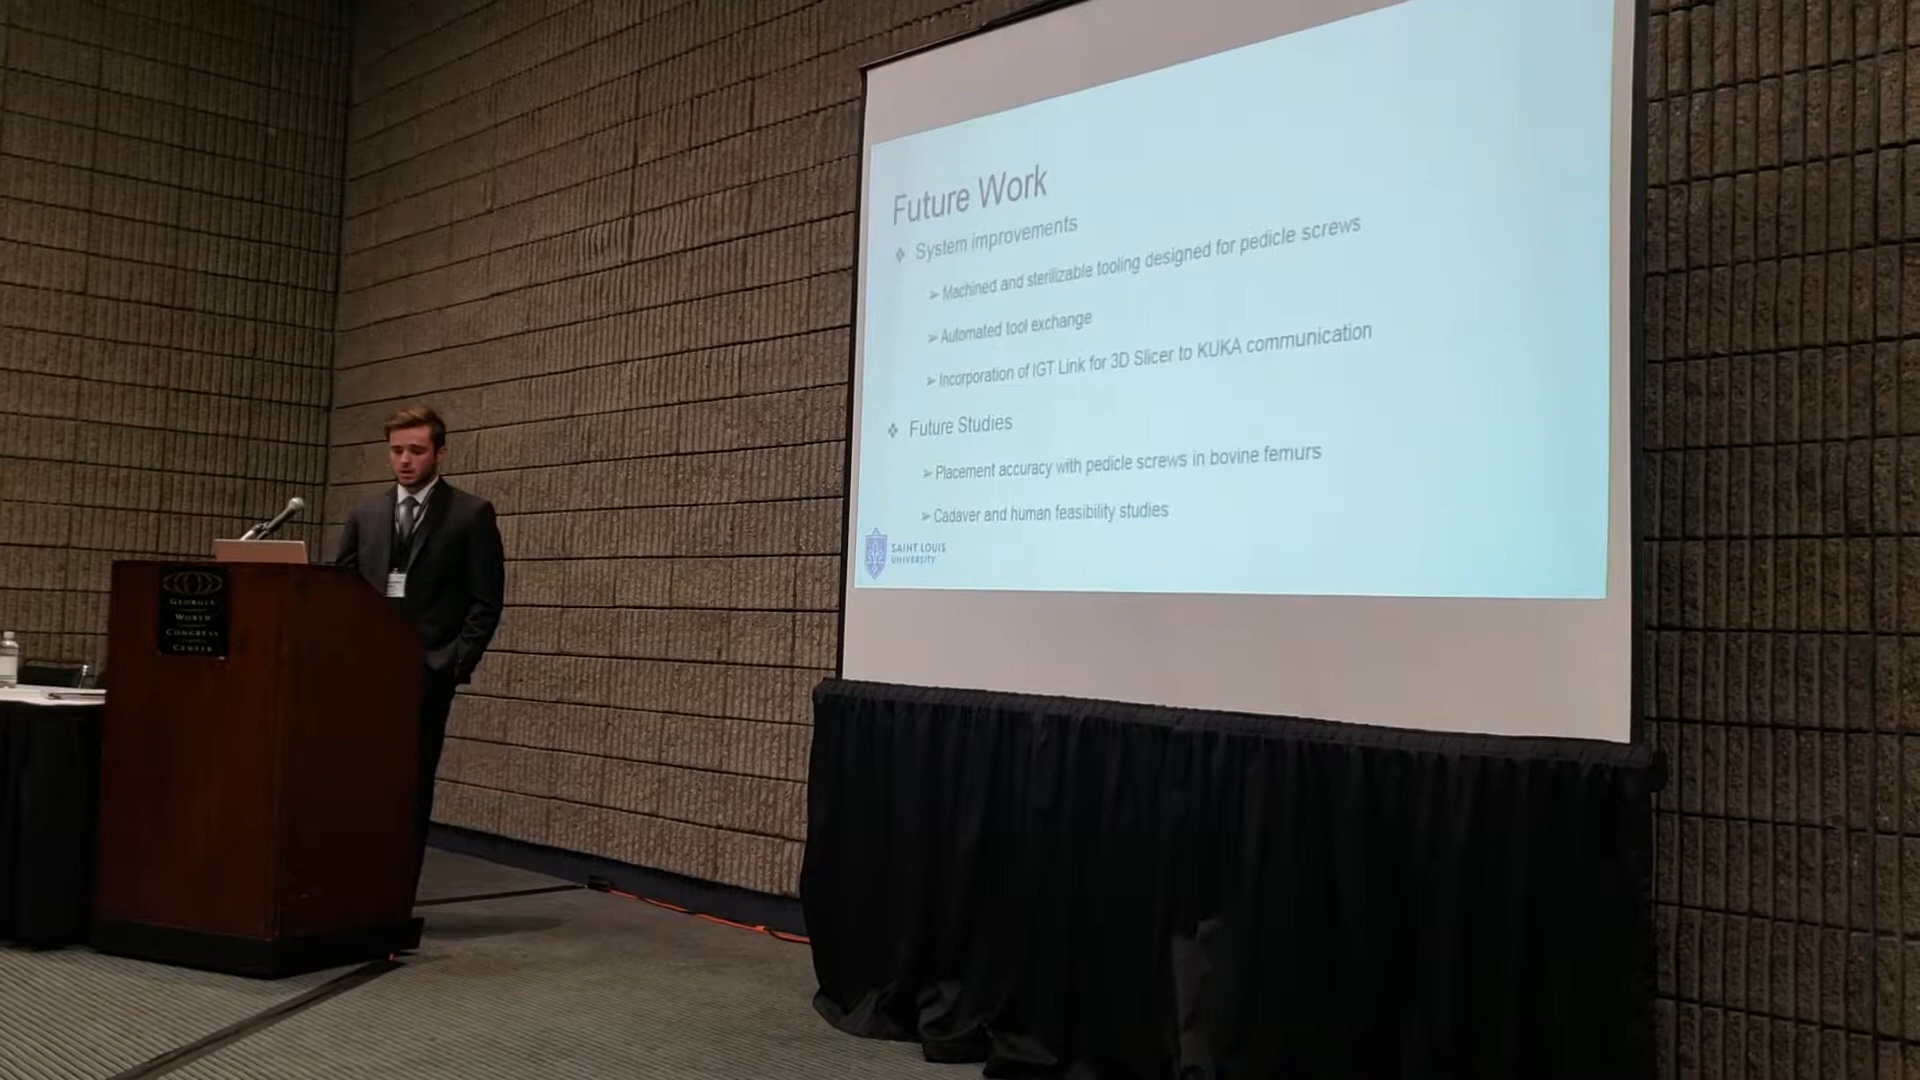 Future Work
❖ System improvements
➢ Machined and sterilizable tooling designed for pedicle screws
➢ Automated tool exchange
➢ Incorporation of IGT Link for 3D Slicer to KUKA communication
❖ Future Studies
➢ Placement accuracy with pedicle screws in bovine femurs
➢ Cadaver and human feasibility studies
SAINT LOUIS
UNIVERSITY
GEORGIA
WORLD
CONGRESS
CENTER